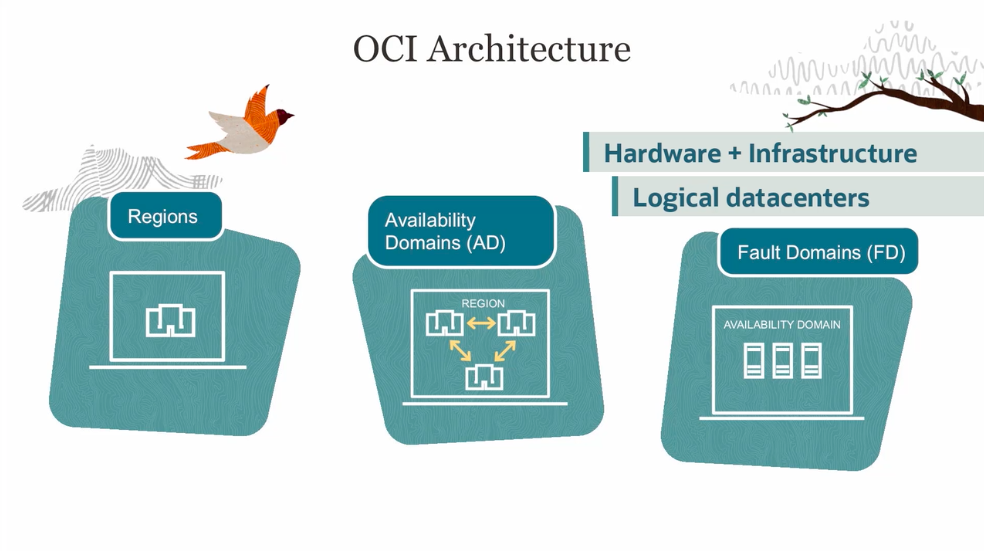 OCI Architecture
Hardware + Infrastructure
Logical datacenters
Regions
Availability
Domains (AD)
REGION
Fault Domains (FD)
AVAILABILITY DOMAIN